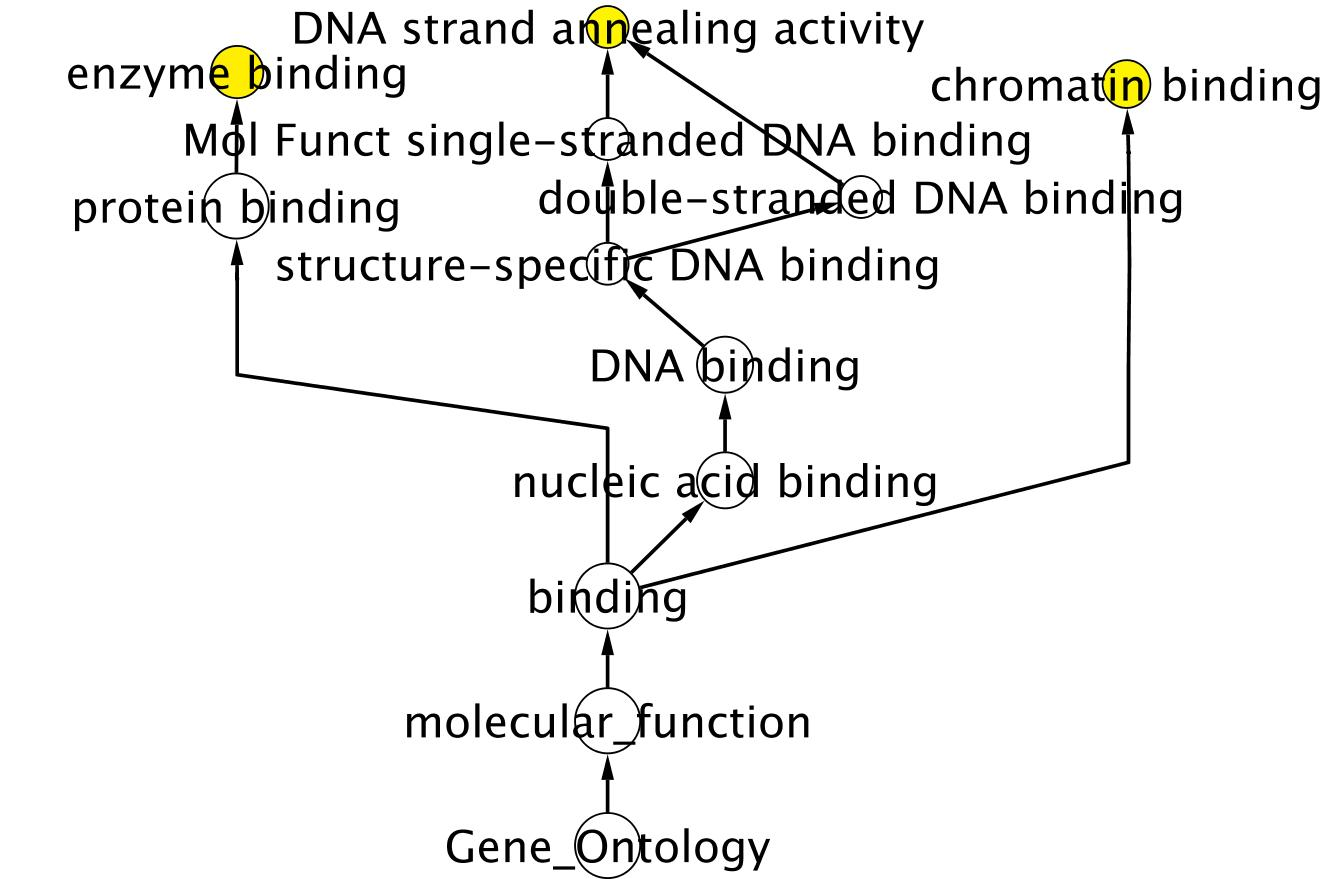 DNA strand annealing activity
enzyme binding
chromatin binding
Mol Funct single-stranded DNA binding
double-stranded DNA binding
protein binding
structure-specific DNA binding
DNA binding
nucleic acid binding
binding
molecular_function
Gene_Ontology